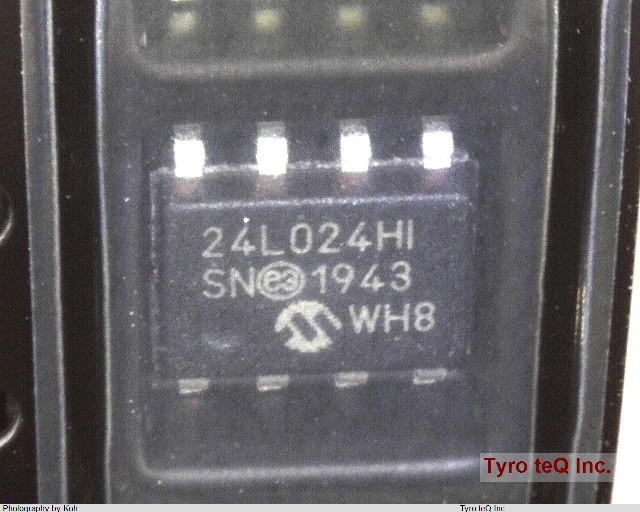 24L024HI
SN e3 1943
WH8
Tyro teQ Inc.
Photography by Koh
Tyro teQ Inc